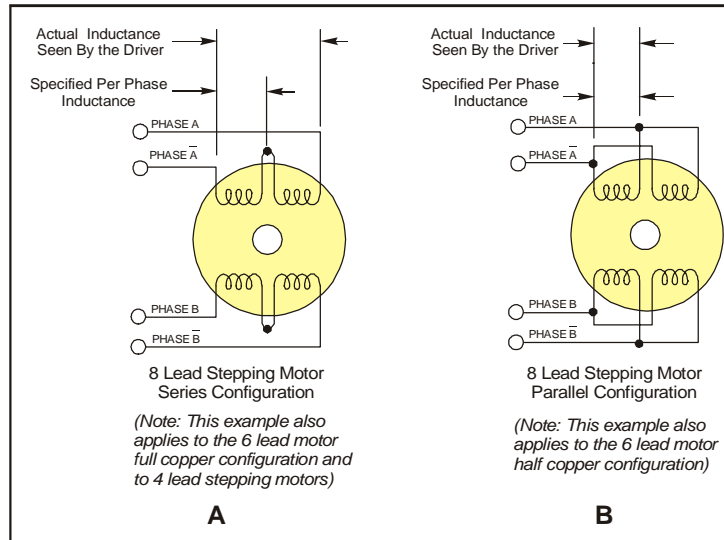 Actual Inductance
Seen By the Driver
Specified Per Phase
Inductance
PHASE A
PHASE A̅
PHASE B
PHASE B̅
8 Lead Stepping Motor
Series Configuration
(Note: This example also
applies to the 6 lead motor
full copper configuration and
to 4 lead stepping motors)
A
Actual Inductance
Seen By the Driver
Specified Per Phase
Inductance
PHASE A
PHASE A̅
PHASE B
PHASE B̅
8 Lead Stepping Motor
Parallel Configuration
(Note: This example also
applies to the 6 lead motor
half copper configuration)
B